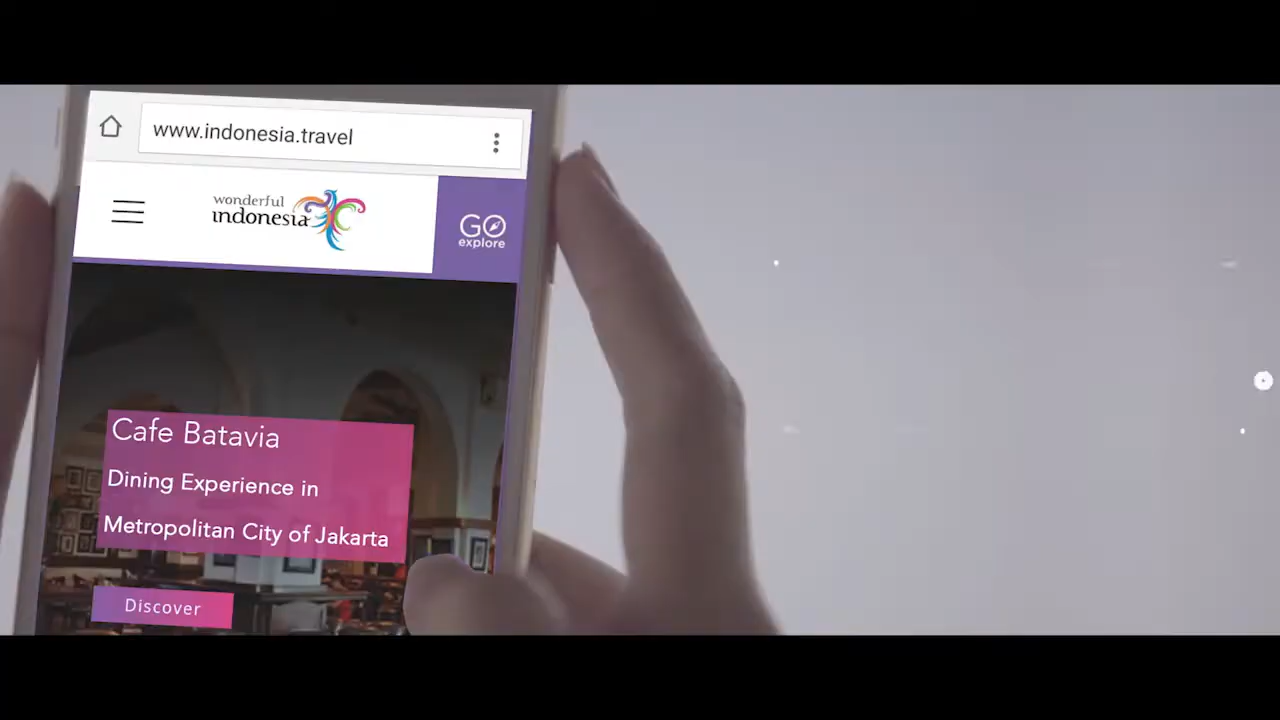 www.indonesia.travel
wonderful
indonesia
GO
explore
Cafe Batavia
Dining Experience in
Metropolitan City of Jakarta
Discover